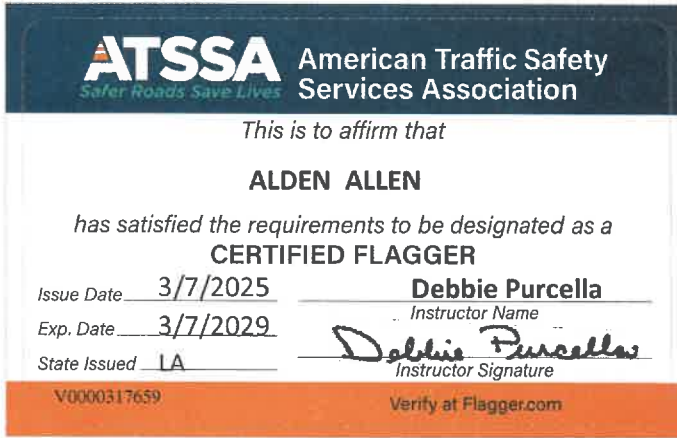 ATSSA American Traffic Safety
Safer Roads Save Lives Services Association
This is to affirm that
ALDEN ALLEN
has satisfied the requirements to be designated as a
CERTIFIED FLAGGER
Issue Date 3/7/2025 Debbie Purcella
Instructor Name
Exp. Date 3/7/2029
Debbie Purcella
State Issued LA Instructor Signature
V0000317659 Verify at Flagger.com